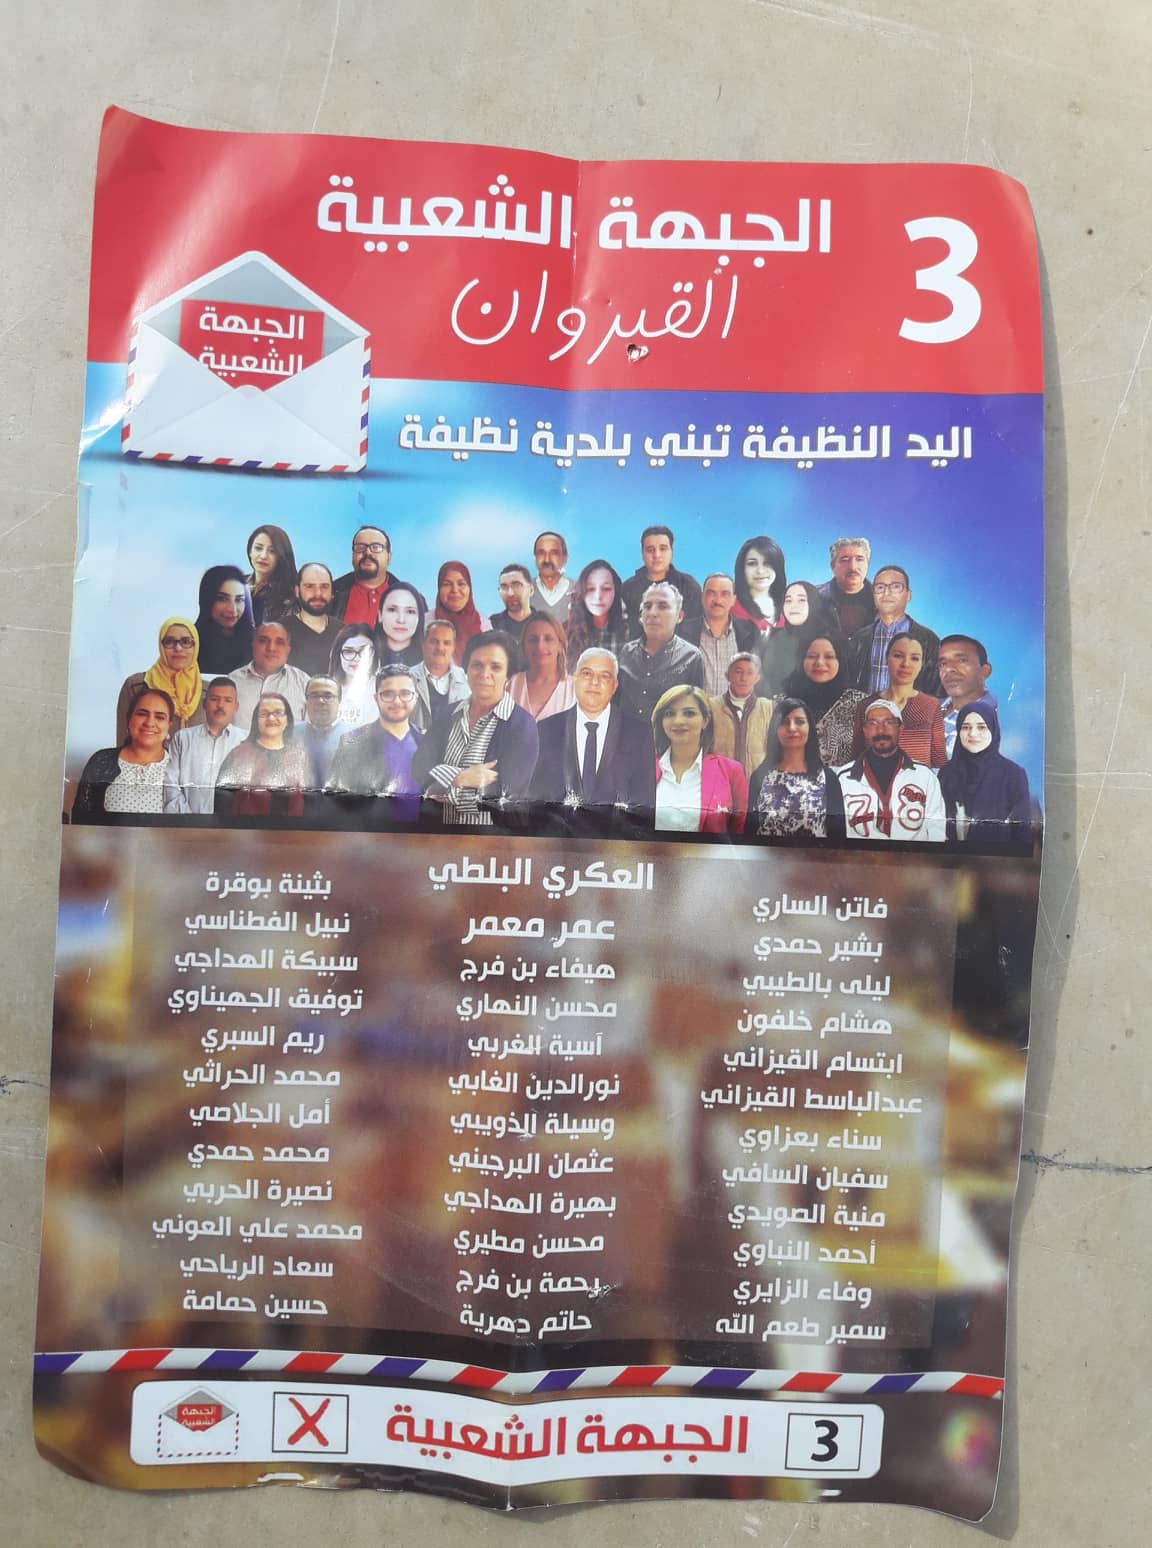 3
الجبهة الشعبية
القيروان
الجبهة
الشعبية
اليد النظيفة تبني بلدية نظيفة
العكري البلطي
عمر معمر
هيفاء بن فرج
محسن النهاري
آسية الغربي
نورالدين الغابي
وسيلة الذويبي
عثمان البرجيني
بهيرة الهداجي
محسن مطيري
بن فرج
حاتم دهرية
فاتن الساري
بشير حمدي
ليلى بالطيبي
هشام خلفون
ابتسام القيزاني
عبدالباسط القيزاني
سناء بعزاوي
سفيان السافي
منية الصويدي
أحمد النباوي
وفاء الزايري
سمير طعم الله
بثينة بوقرة
نبيل الفطناسي
سبيكة الهداجي
توفيق الجهيناوي
ريم السبري
محمد الحراثي
أمل الجلاصي
محمد حمدي
نصيرة الحربي
محمد علي العوني
سعاد الرياحي
حسين حمامة
3
الجبهة الشعبية
X
الجبهة
الشعبية